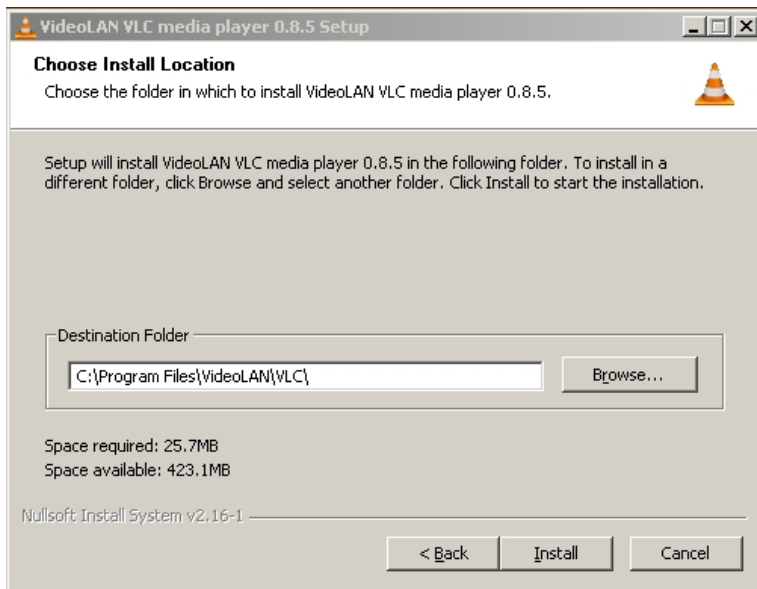 VideoLAN VLC media player 0.8.5 Setup
Choose Install Location
Choose the folder in which to install VideoLAN VLC media player 0.8.5.
Setup will install VideoLAN VLC media player 0.8.5 in the following folder. To install in a
different folder, click Browse and select another folder. Click Install to start the installation.
Destination Folder
C:\Program Files\VideoLAN\VLC\
Browse...
Space required: 25.7MB
Space available: 423.1MB
Nullsoft Install System v2.16-1
< Back
Install
Cancel